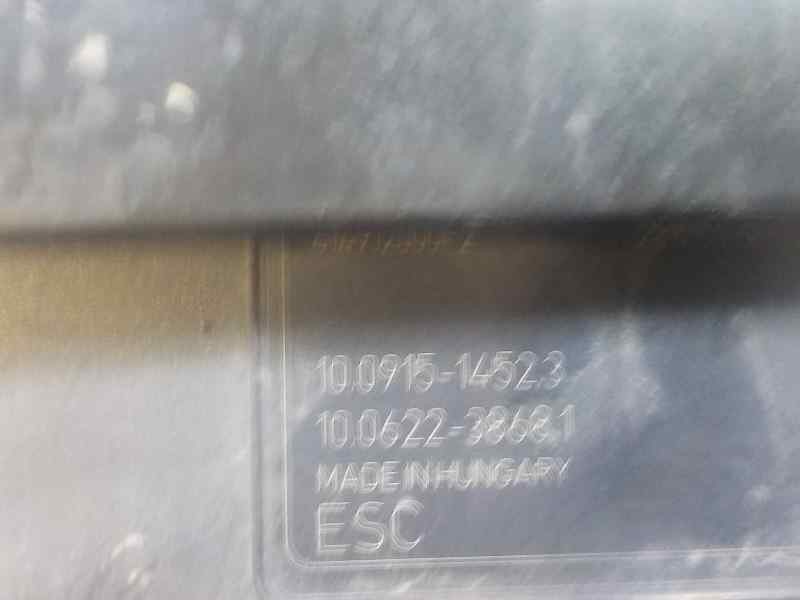 10.0915-1452.3
10.0622-3868.1
MADE IN HUNGARY
ESC